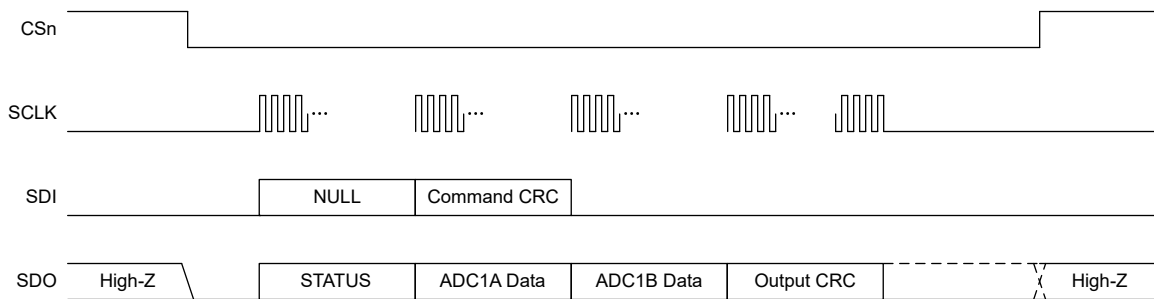 CSn
SCLK ... ... ... ...
SDI NULL Command CRC
SDO High-Z STATUS ADC1A Data ADC1B Data Output CRC High-Z